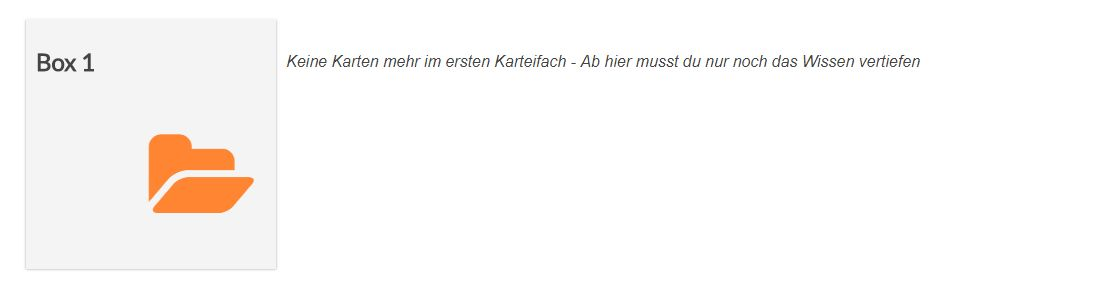 Box 1
Keine Karten mehr im ersten Karteifach - Ab hier musst du nur noch das Wissen vertiefen